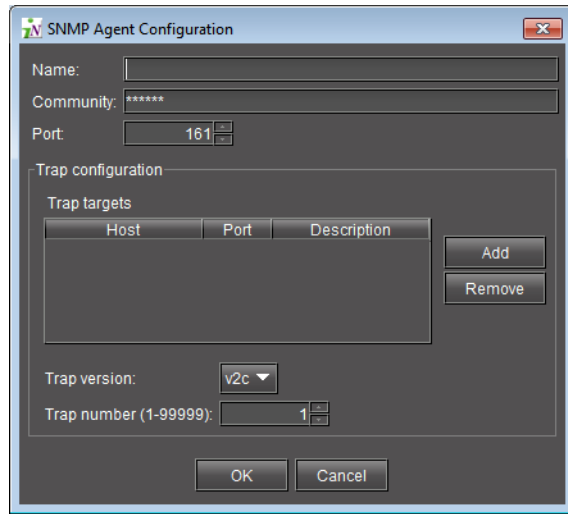 SNMP Agent Configuration
Name:
Community: ******
Port: 161
Trap configuration
Trap targets
Host Port Description
Add
Remove
Trap version: v2c
Trap number (1-99999): 1
OK Cancel